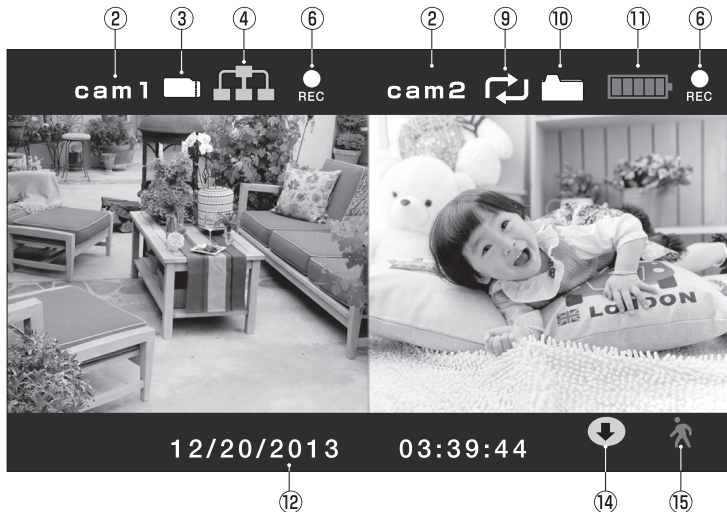 ② ③ ④ ⑥ ② ⑨ ⑩ ⑪ ⑥
cam1 REC cam2 REC
LONDON
12/20/2013 03:39:44
⑫ ⑭ ⑮